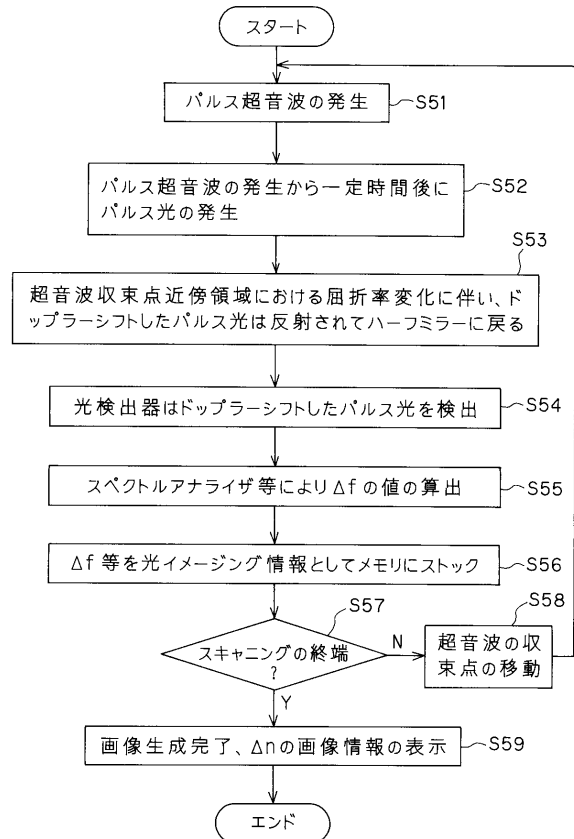 スタート
パルス超音波の発生
S51
パルス超音波の発生から一定時間後に
パルス光の発生
S52
S53
超音波収束点近傍領域における屈折率変化に伴い、ド
ップラーシフトしたパルス光は反射されてハーフミラーに戻る
光検出器はドップラーシフトしたパルス光を検出
S54
スペクトルアナライザ等によりΔfの値の算出
S55
Δf等を光イメージング情報としてメモリにストック
S56
S57
スキャニングの終端
?
N
S58
超音波の収
束点の移動
Y
画像生成完了、Δnの画像情報の表示
S59
エンド